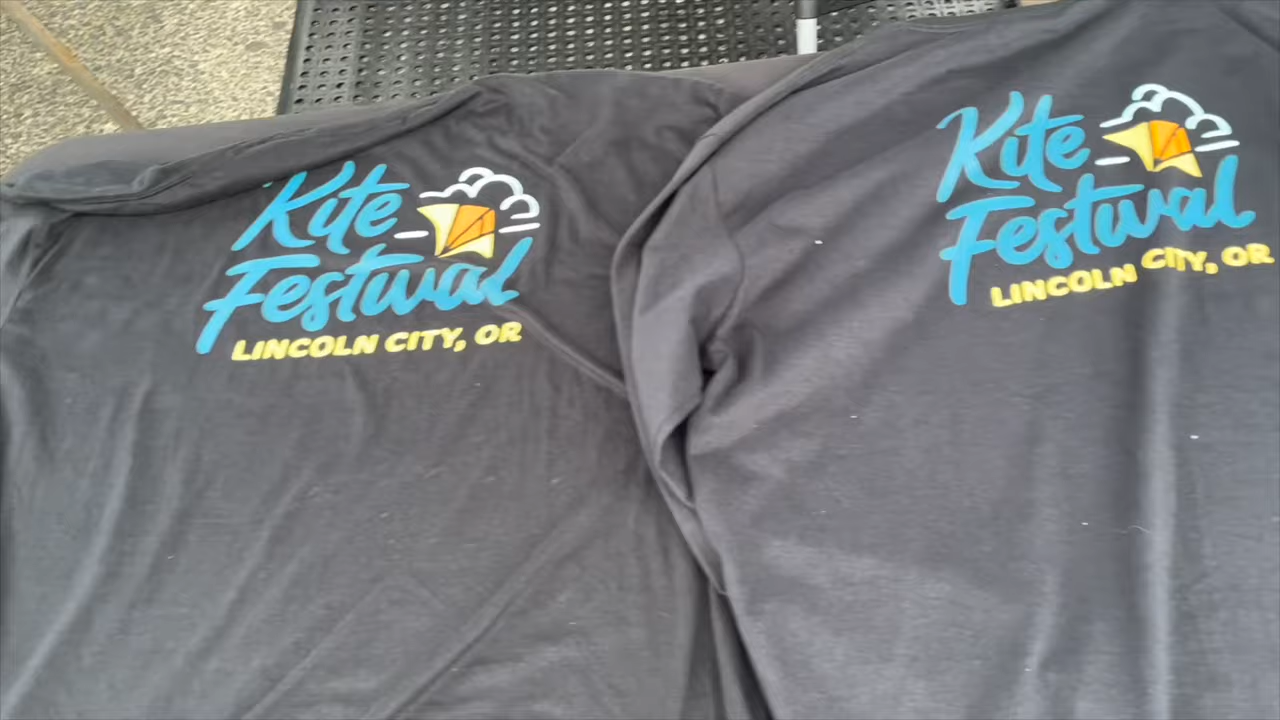 Kite
Festival
LINCOLN CITY, OR
Kite
Festival
LINCOLN CITY, OR